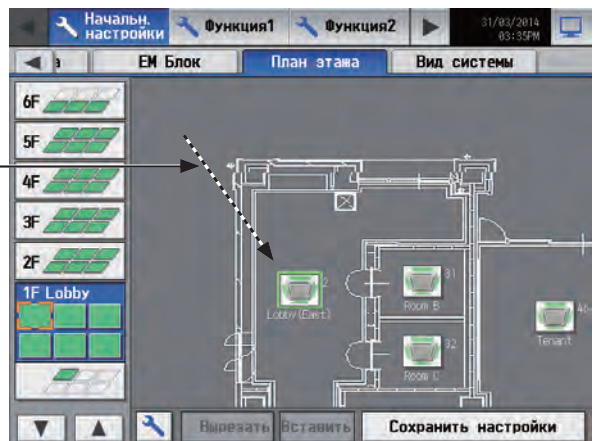 Начальн.
настройки
Функция1
Функция2
31/03/2014
03:35PM
а
ЕМ Блок
План этажа
Вид системы
6F
5F
4F
3F
2F
1F Lobby
2
Lobby(East)
31
Room B
32
Room C
40-
Tenant
Вырезать
Вставить
Сохранить настройки